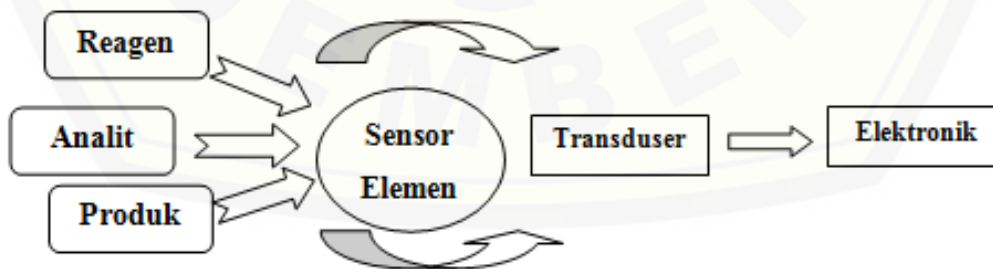 Reagen
Analit
Produk
Sensor
Elemen
Transduser
Elektronik